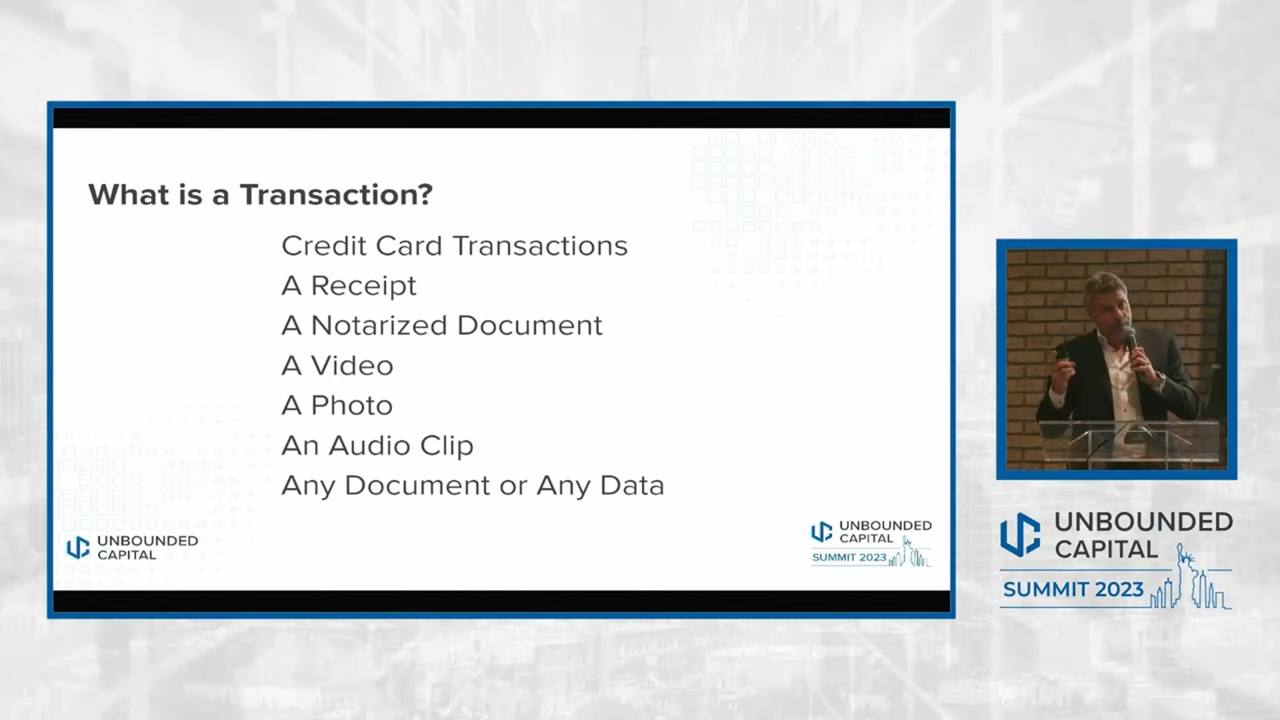 What is a Transaction?
Credit Card Transactions
A Receipt
A Notarized Document
A Video
A Photo
An Audio Clip
Any Document or Any Data
UNBOUNDED
CAPITAL
UNBOUNDED
CAPITAL
SUMMIT 2023
UNBOUNDED
CAPITAL
SUMMIT 2023